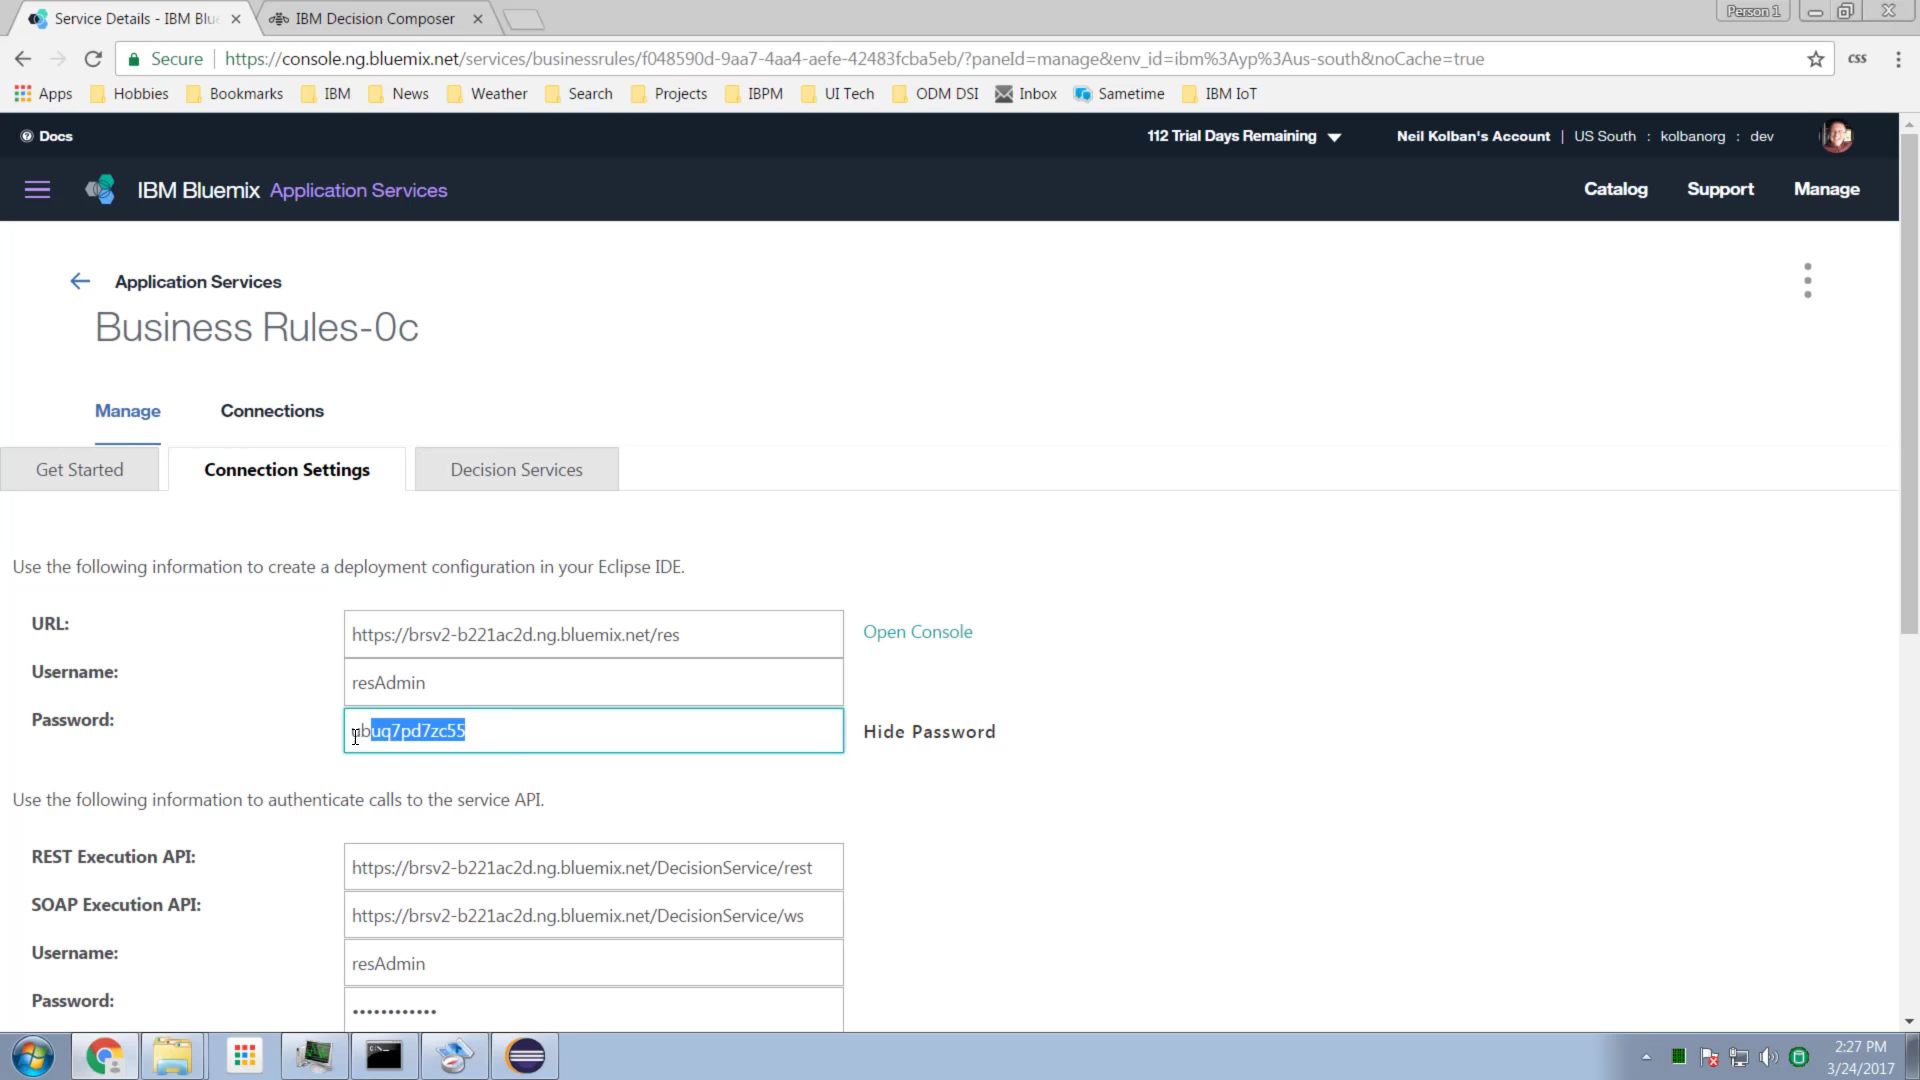 Service Details - IBM Blu
IBM Decision Composer
Person 1
Secure
https://console.ng.bluemix.net/services/businessrules/f048590d-9aa7-4aa4-aefe-42483fcba5eb/?paneId=manage&env_id=ibm%3Ayp%3Aus-south&noCache=true
CSS
Apps Hobbies Bookmarks IBM News Weather Search Projects IBPM UI Tech ODM DSI Inbox Sametime IBM IoT
Docs
112 Trial Days Remaining
Neil Kolban's Account | US South : kolbanorg : dev
IBM Bluemix Application Services
Catalog Support Manage
Application Services
Business Rules-0c
Manage Connections
Get Started Connection Settings Decision Services
Use the following information to create a deployment configuration in your Eclipse IDE.
URL: https://brsv2-b221ac2d.ng.bluemix.net/res Open Console
Username: resAdmin
Password: Hide Password
Use the following information to authenticate calls to the service API.
REST Execution API: https://brsv2-b221ac2d.ng.bluemix.net/DecisionService/rest
SOAP Execution API: https://brsv2-b221ac2d.ng.bluemix.net/DecisionService/ws
Username: resAdmin
Password: ••••••••••••
2:27 PM
3/24/2017